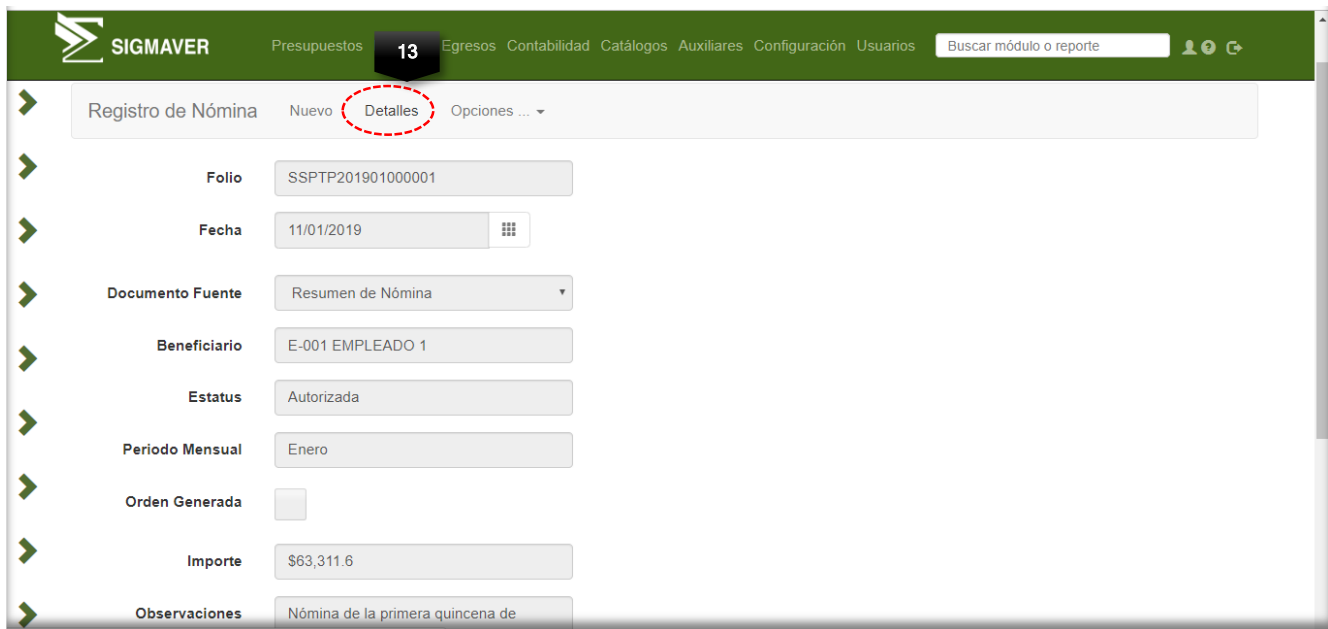 SIGMAVER
Presupuestos 13 Egresos Contabilidad Catálogos Auxiliares Configuración Usuarios Buscar módulo o reporte
Registro de Nómina Nuevo Detalles Opciones ...
Folio SSPTP201901000001
Fecha 11/01/2019
Documento Fuente Resumen de Nómina
Beneficiario E-001 EMPLEADO 1
Estatus Autorizada
Periodo Mensual Enero
Orden Generada
Importe $63,311.6
Observaciones Nómina de la primera quincena de